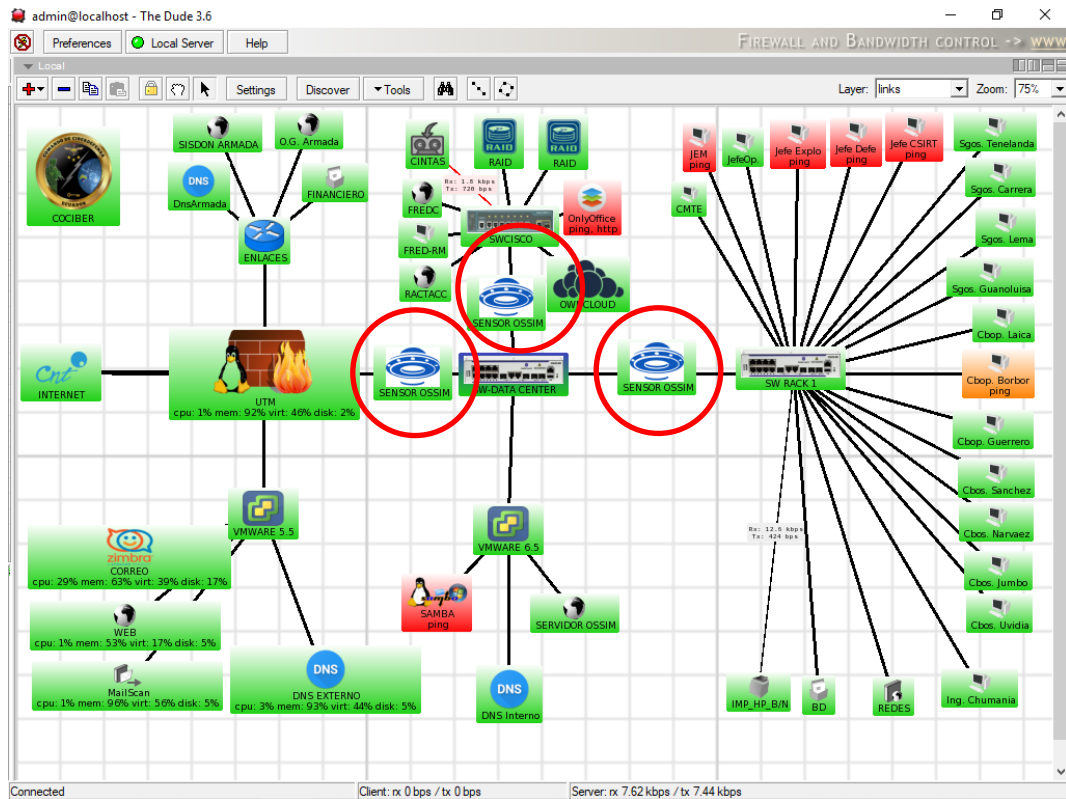 admin@localhost - The Dude 3.6
Preferences
Local Server
Help
FIREWALL AND BANDWIDTH CONTROL -> WWW
Local
Settings
Discover
Tools
Layer:
links
Zoom:
75%
COMANDO DE CIBERDEFENSA
ECUADOR
COCIBER
SISDON ARMADA
O.G. Armada
DNS
DnsArmada
FINANCIERO
ENLACES
CINTAS
RAID
RAID
RAID
RAID
Rx: 1.8 kbps
Tx: 720 bps
FREDC
OnlyOffice
ping, http
SWCISCO
FRED-RM
RACTACC
SENSOR OSSIM
CLOUD
Cnt
INTERNET
UTM
cpu: 1% mem: 92% virt: 46% disk: 2%
SENSOR OSSIM
SW-DATA CENTER
SENSOR OSSIM
SW RACK 1
JEM
ping
JefeOp.
Jefe Explo
ping
Jefe Defe
ping
Jefe CSIRT
ping
CMTE
Sgos. Tenelanda
Sgos. Carrera
Sgos. Lema
Sgos. Guanoluisa
Cbop. Laica
Cbop. Borbor
ping
Cbop. Guerrero
Cbos. Sanchez
Cbos. Narvaez
Cbos. Jumbo
Cbos. Uvidia
Ing. Chumania
VMWARE 5.5
zimbra
CORREO
cpu: 29% mem: 63% virt: 39% disk: 17%
WEB
cpu: 1% mem: 53% virt: 17% disk: 5%
MailScan
cpu: 1% mem: 96% virt: 56% disk: 5%
DNS
DNS EXTERNO
cpu: 3% mem: 93% virt: 44% disk: 5%
VMWARE 6.5
samba
SAMBA
ping
SERVIDOR OSSIM
DNS
DNS Interno
Rx: 12.6 kbps
Tx: 424 bps
IMP_HP_B/N
BD
REDES
Connected
Client: rx 0 bps / tx 0 bps
Server: rx 7.62 kbps / tx 7.44 kbps